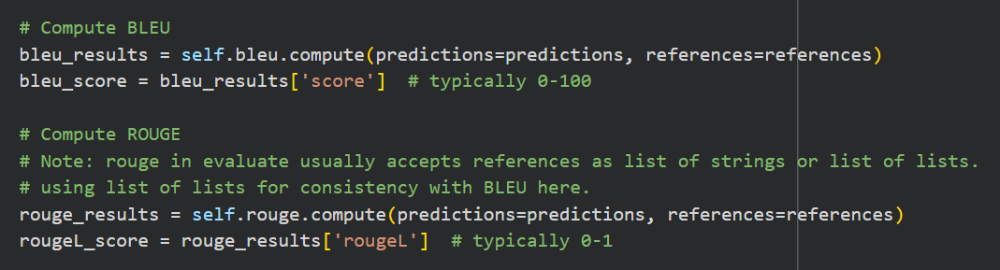 # Compute BLEU
bleu_results = self.bleu.compute(predictions=predictions, references=references)
bleu_score = bleu_results['score']  # typically 0-100
# Compute ROUGE
# Note: rouge in evaluate usually accepts references as list of strings or list of lists.
# using list of lists for consistency with BLEU here.
rouge_results = self.rouge.compute(predictions=predictions, references=references)
rougeL_score = rouge_results['rougeL']  # typically 0-1